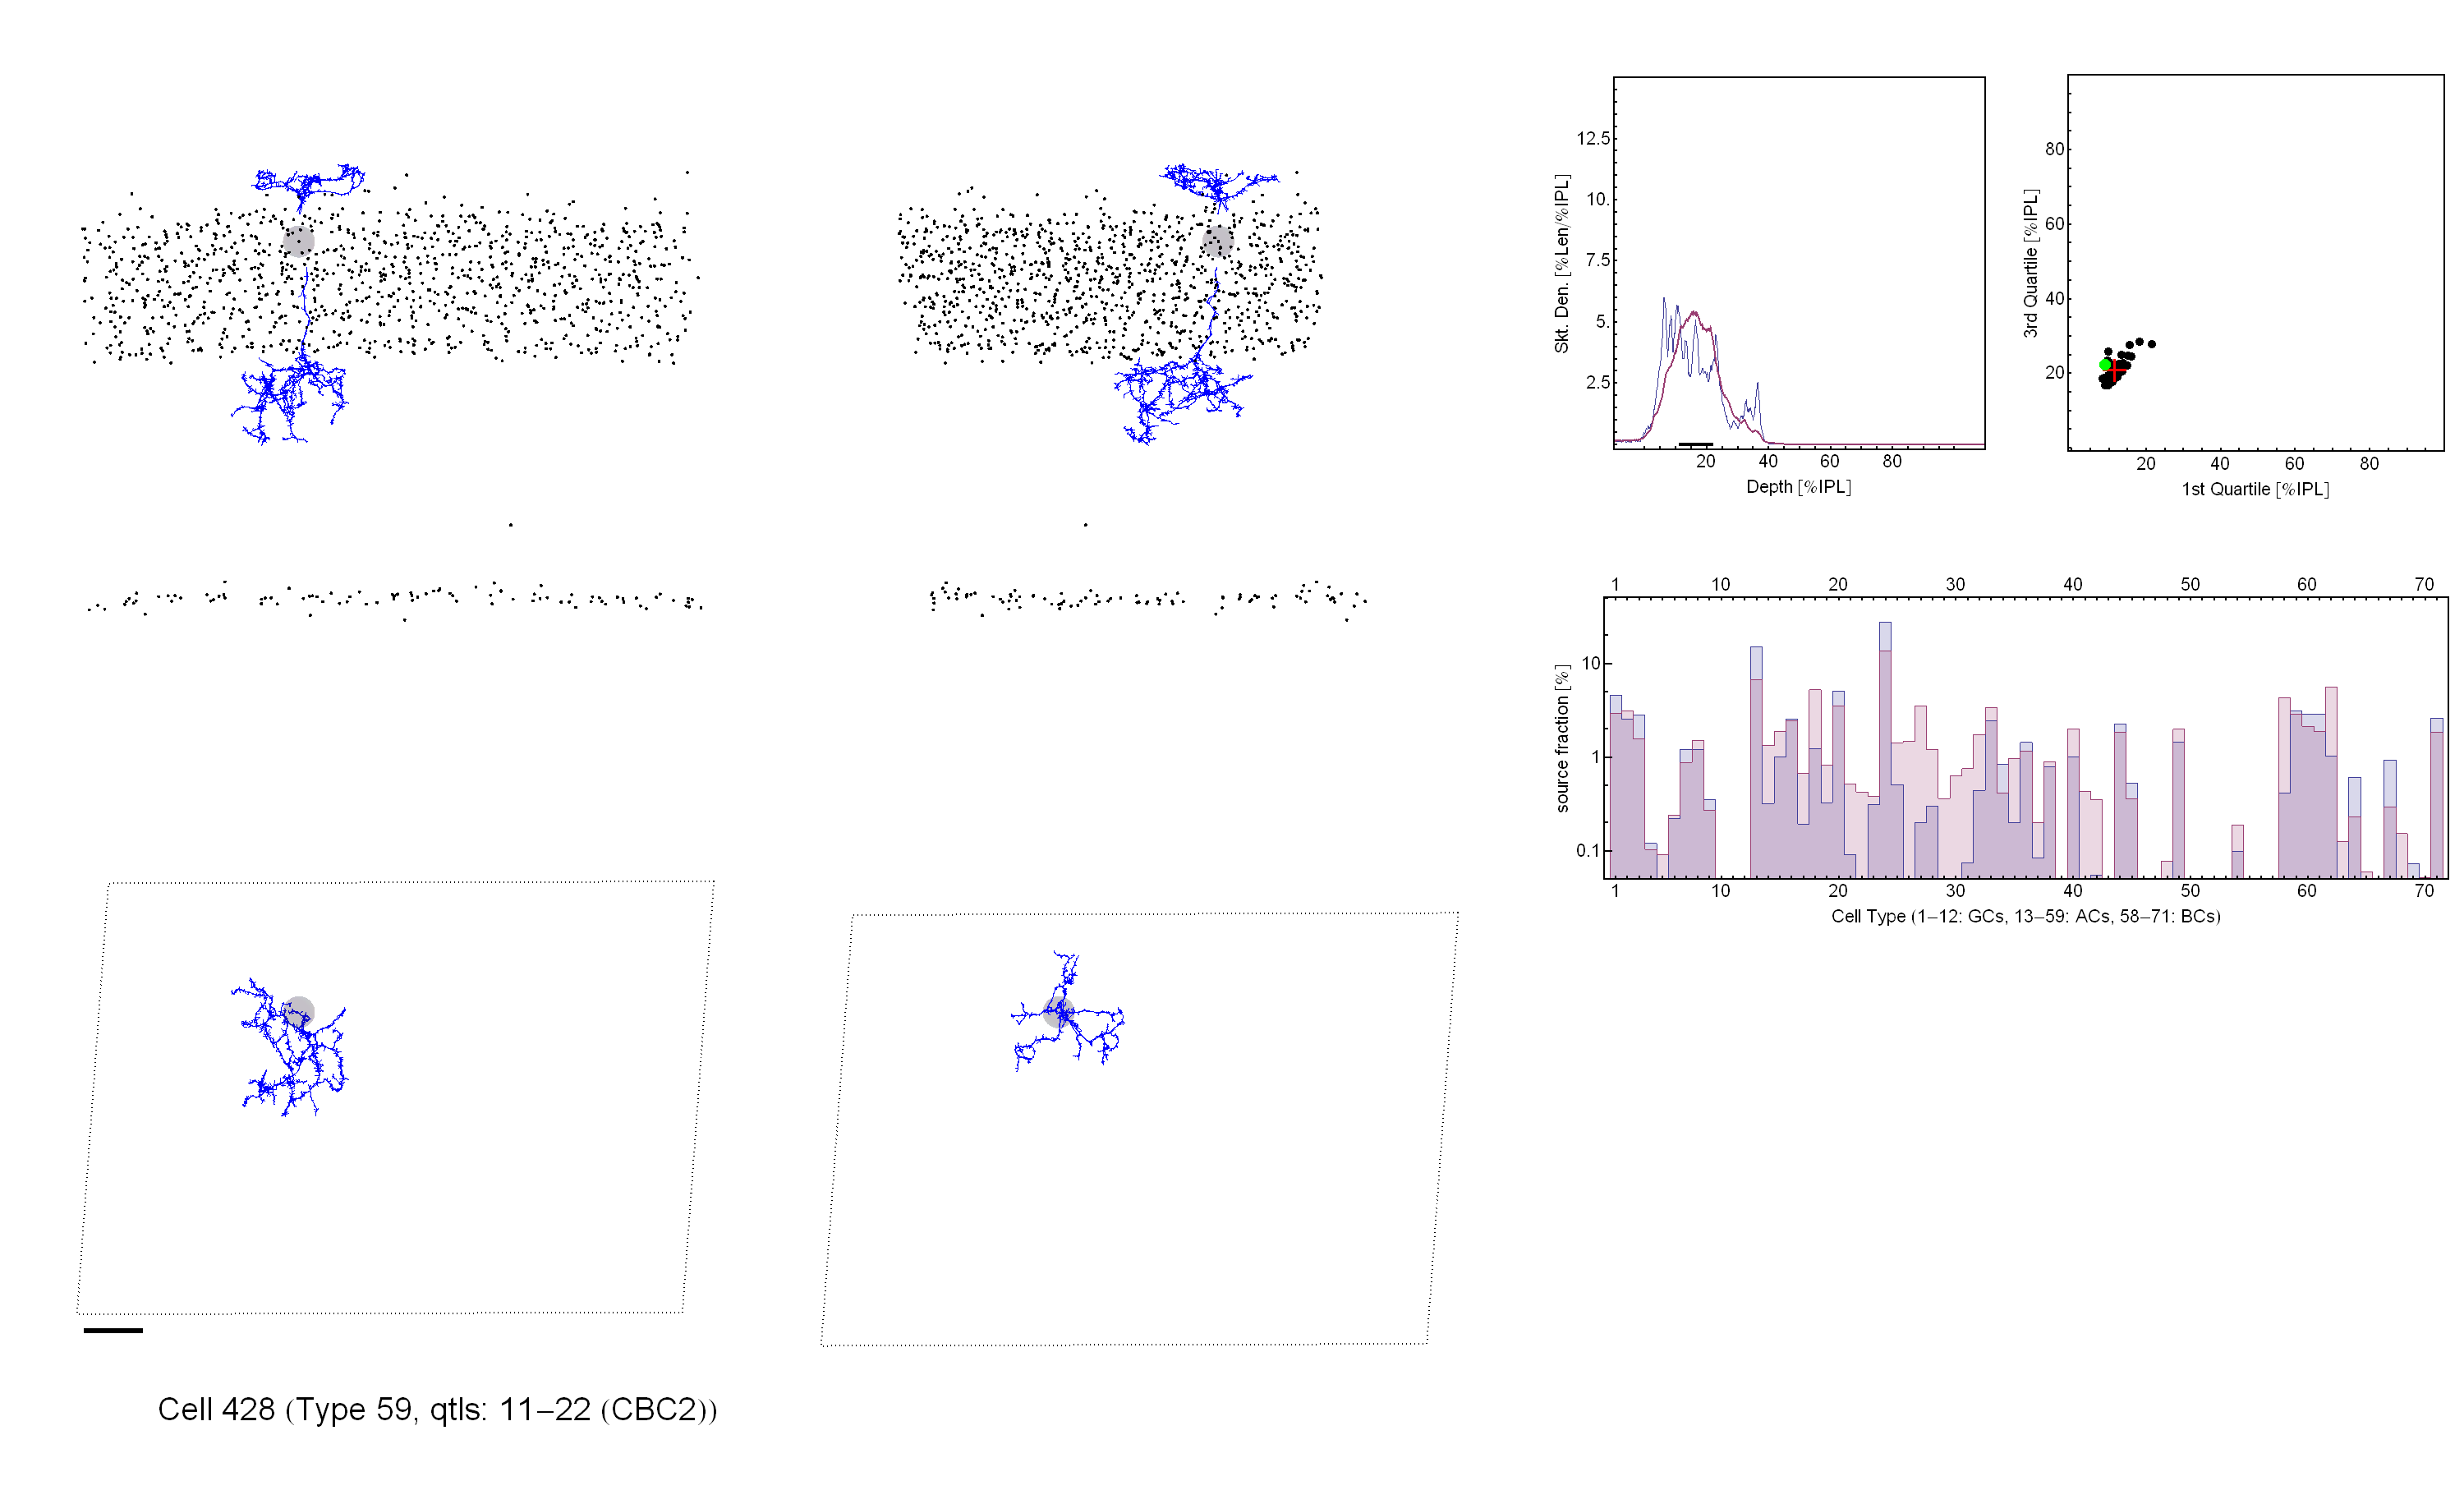 12.5
10.
7.5
5.
2.5
Skt. Den. [%Len/%IPL]
20 40 60 80
Depth [%IPL]
80
60
40
20
3rd Quartile [%IPL]
20 40 60 80
1st Quartile [%IPL]
1 10 20 30 40 50 60 70
10
1
0.1
source fraction [%]
1 10 20 30 40 50 60 70
Cell Type (1–12: GCs, 13–59: ACs, 58–71: BCs)
Cell 428 (Type 59, qtls: 11–22 (CBC2))